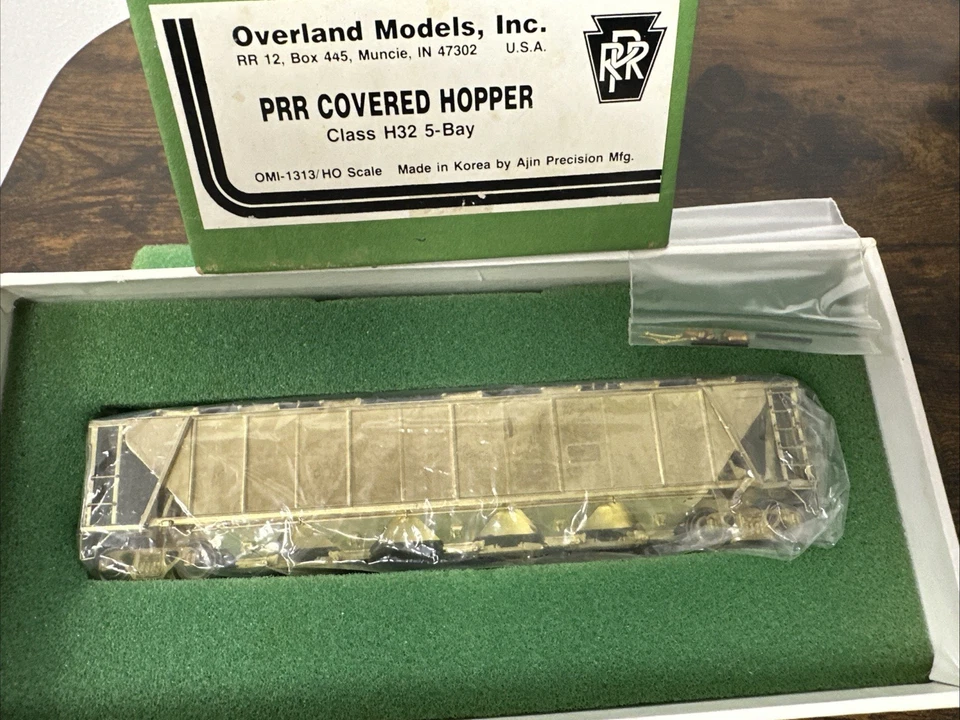 Overland Models, Inc.
RR 12, Box 445, Muncie, IN 47302 U.S.A.
PRR
PRR COVERED HOPPER
Class H32 5-Bay
OMI-1313/HO Scale Made in Korea by Ajin Precision Mfg.